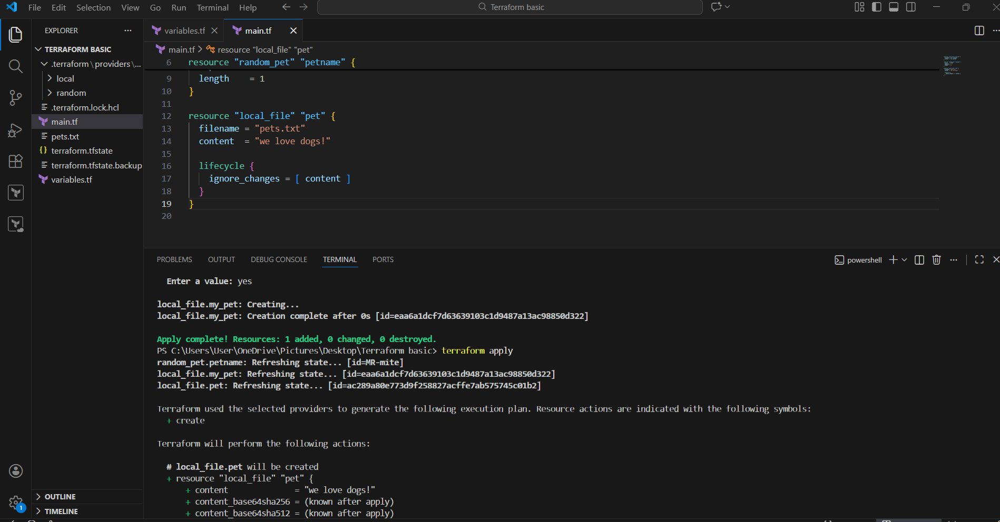 File Edit Selection View Go Run Terminal Help
Terraform basic
EXPLORER
TERRAFORM BASIC
.terraform\providers\...
local
random
.terraform.lock.hcl
main.tf
pets.txt
terraform.tfstate
terraform.tfstate.backup
variables.tf
OUTLINE
TIMELINE
1
variables.tf
main.tf
main.tf > resource "local_file" "pet"
6 resource "random_pet" "petname" {
9 length = 1
10 }
11
12 resource "local_file" "pet" {
13 filename = "pets.txt"
14 content = "we love dogs!"
15
16 lifecycle {
17 ignore_changes = [ content ]
18 }
19 }
20
PROBLEMS OUTPUT DEBUG CONSOLE TERMINAL PORTS
powershell
Enter a value: yes
local_file.my_pet: Creating...
local_file.my_pet: Creation complete after 0s [id=eaa6a1dcf7d63639103c1d9487a13ac98850d322]
Apply complete! Resources: 1 added, 0 changed, 0 destroyed.
PS C:\Users\User\OneDrive\Pictures\Desktop\Terraform basic> terraform apply
random_pet.petname: Refreshing state... [id=MR-mite]
local_file.my_pet: Refreshing state... [id=eaa6a1dcf7d63639103c1d9487a13ac98850d322]
local_file.pet: Refreshing state... [id=ac289a80e773d9f258827acffe7ab575745c01b2]
Terraform used the selected providers to generate the following execution plan. Resource actions are indicated with the following symbols:
+ create
Terraform will perform the following actions:
# local_file.pet will be created
+ resource "local_file" "pet" {
+ content = "we love dogs!"
+ content_base64sha256 = (known after apply)
+ content_base64sha512 = (known after apply)